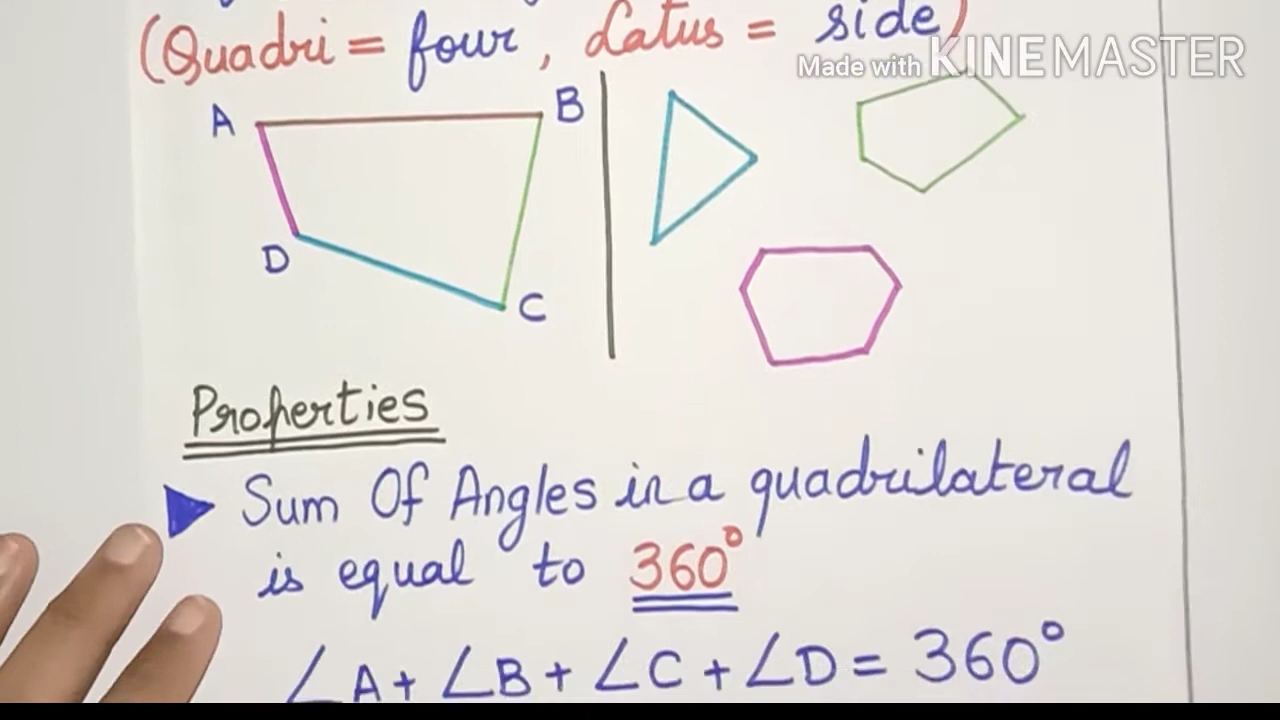 (Quadri = four, Latus = side)
Made with KINEMASTER
A
B
D
C
Properties
Sum Of Angles in a quadrilateral
is equal to 360°
∠A + ∠B + ∠C + ∠D = 360°